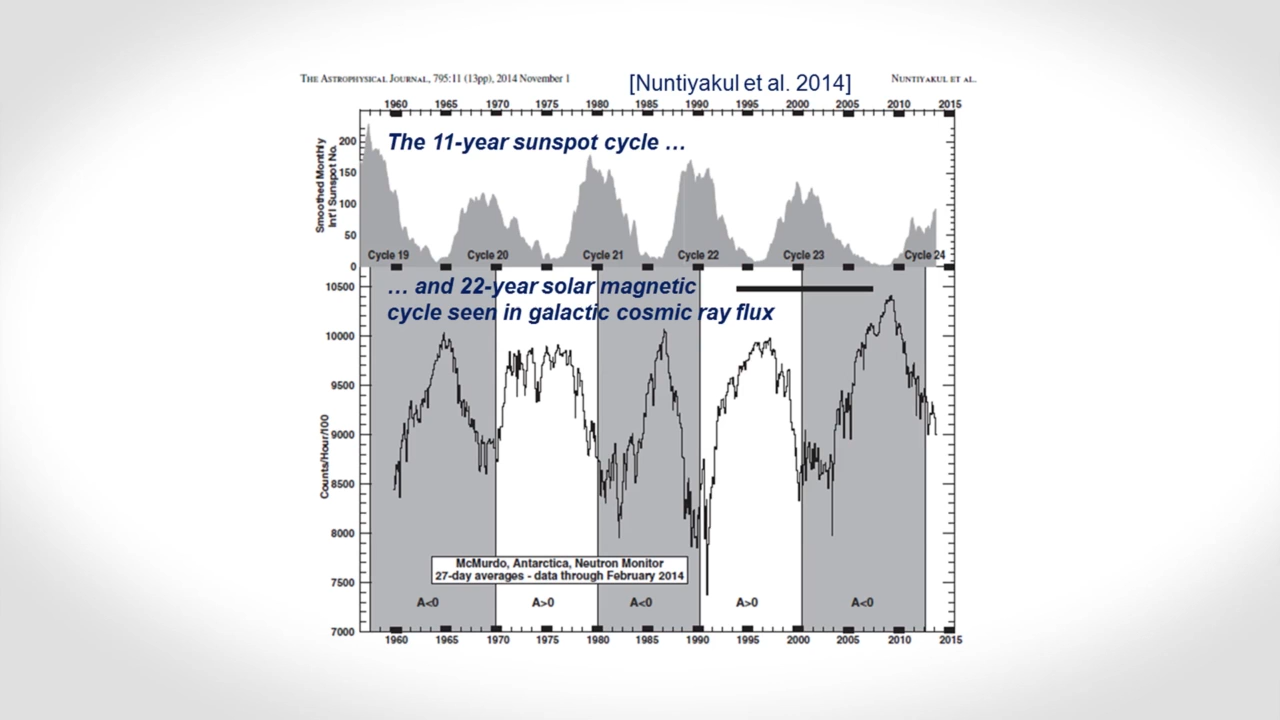 THE ASTROPHYSICAL JOURNAL, 795:11 (13pp), 2014 November 1
[Nuntiyakul et al. 2014]
NUNTIYAKUL ET AL.
1960 1965 1970 1975 1980 1985 1990 1995 2000 2005 2010 2015
Smoothed Monthly
Int'l Sunspot No.
200
150
100
50
0
The 11-year sunspot cycle …
Cycle 19 Cycle 20 Cycle 21 Cycle 22 Cycle 23 Cycle 24
… and 22-year solar magnetic
cycle seen in galactic cosmic ray flux
Counts/Hour/100
10500
10000
9500
9000
8500
8000
7500
7000
McMurdo, Antarctica, Neutron Monitor
27-day averages - data through February 2014
A<0 A>0 A<0 A>0 A<0
1960 1965 1970 1975 1980 1985 1990 1995 2000 2005 2010 2015